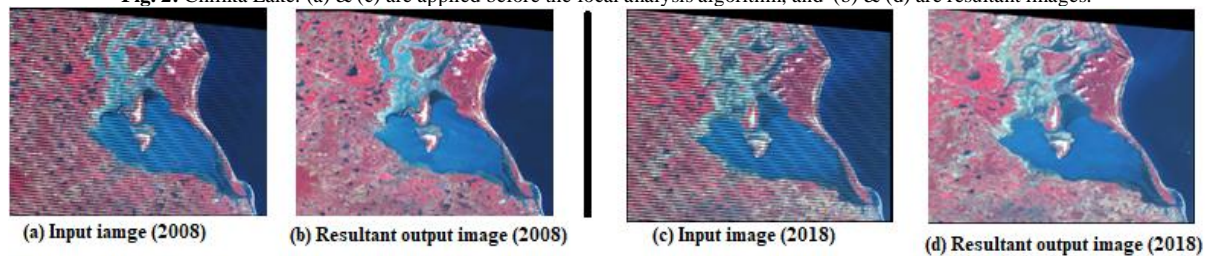 Fig. 2. Chilika Lake: (a) & (c) are applied before the focal analysis algorithm, and (b) & (d) are resultant images.
(a) Input iamge (2008)
(b) Resultant output image (2008)
(c) Input image (2018)
(d) Resultant output image (2018)